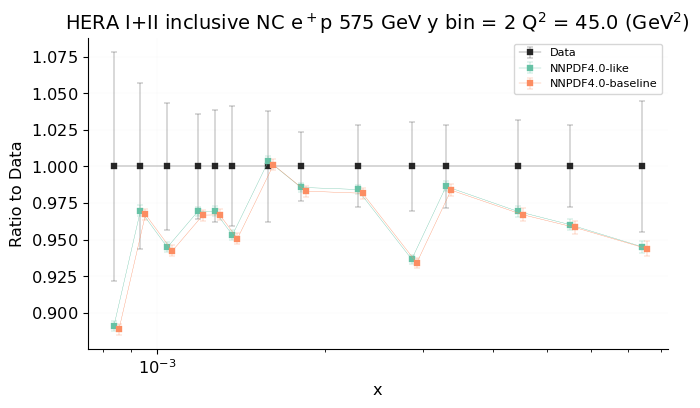 HERA I+II inclusive NC e⁺p 575 GeV y bin = 2 Q² = 45.0 (GeV²)
Data
NNPDF4.0-like
NNPDF4.0-baseline
Ratio to Data
1.075
1.050
1.025
1.000
0.975
0.950
0.925
0.900
10⁻³
x